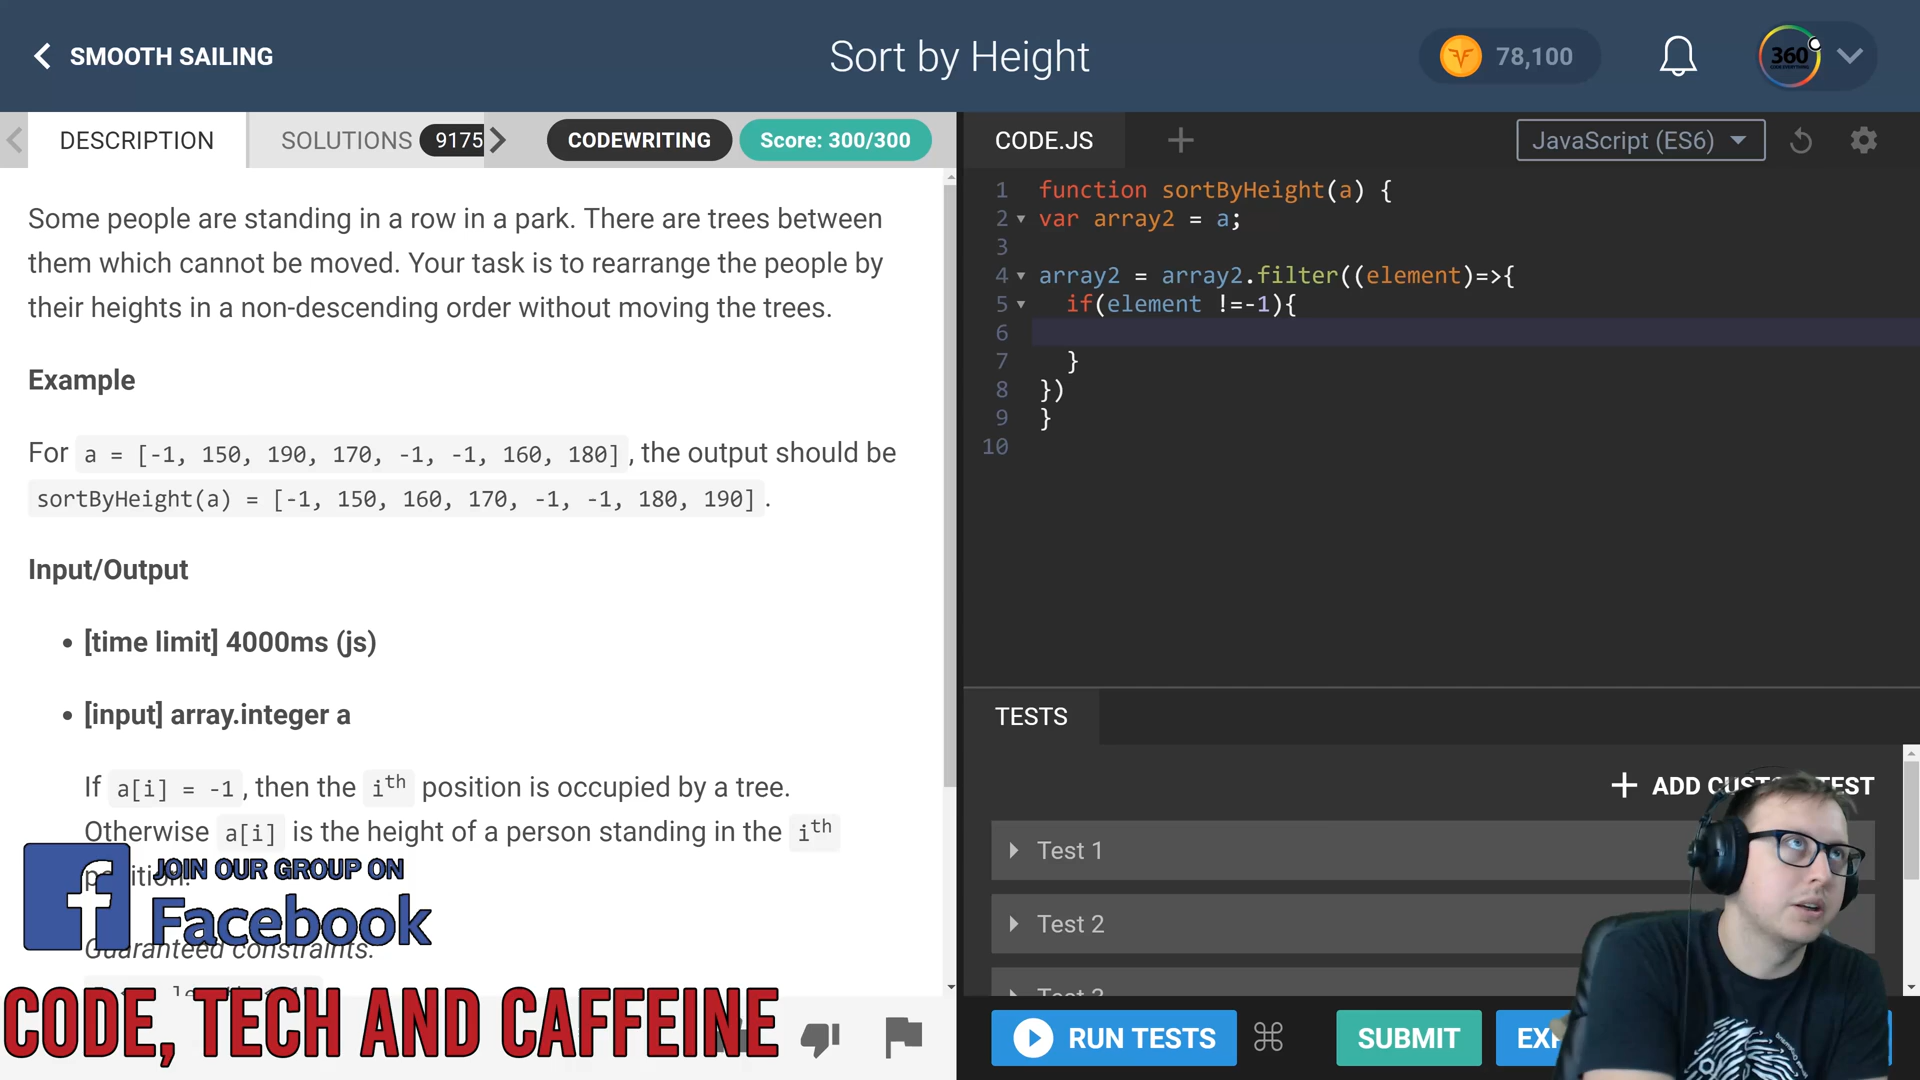 SMOOTH SAILING
Sort by Height
78,100
360
DESCRIPTION
SOLUTIONS 9175
CODEWRITING
Score: 300/300
CODE.JS
JavaScript (ES6)
Some people are standing in a row in a park. There are trees between
them which cannot be moved. Your task is to rearrange the people by
their heights in a non-descending order without moving the trees.
Example
For a = [-1, 150, 190, 170, -1, -1, 160, 180], the output should be
sortByHeight(a) = [-1, 150, 160, 170, -1, -1, 180, 190].
Input/Output
• [time limit] 4000ms (js)
• [input] array.integer a
If a[i] = -1, then the ith position is occupied by a tree.
Otherwise a[i] is the height of a person standing in the ith
position.
Guaranteed constraints:
JOIN OUR GROUP ON
Facebook
CODE, TECH AND CAFFEINE
1 function sortByHeight(a) {
2 var array2 = a;
3
4 array2 = array2.filter((element)=>{
5 if(element !=-1){
6
7 }
8 })
9 }
10
TESTS
ADD CUSTOM TEST
Test 1
Test 2
Test 3
RUN TESTS
SUBMIT